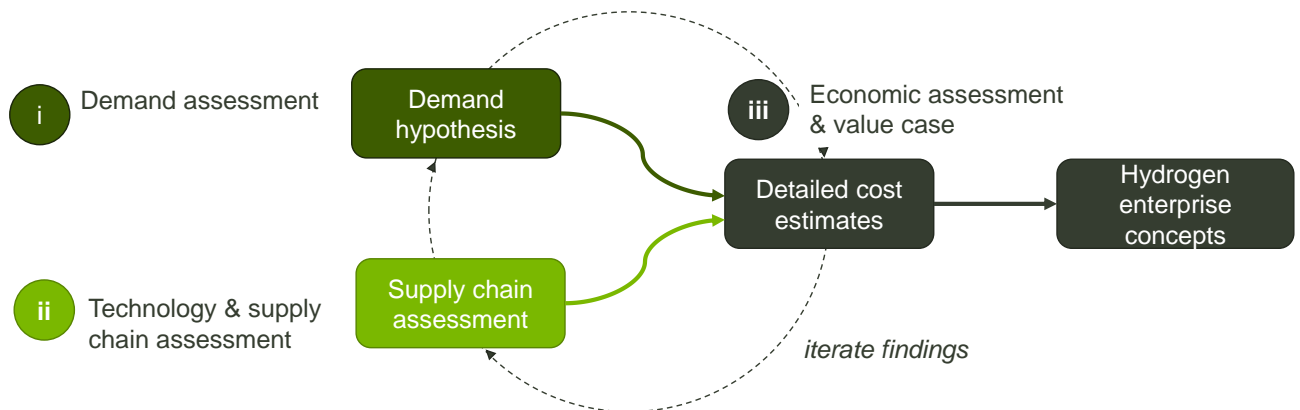 i
Demand assessment
Demand
hypothesis
iii
Economic assessment
& value case
Detailed cost
estimates
Hydrogen
enterprise
concepts
ii
Technology & supply
chain assessment
Supply chain
assessment
iterate findings